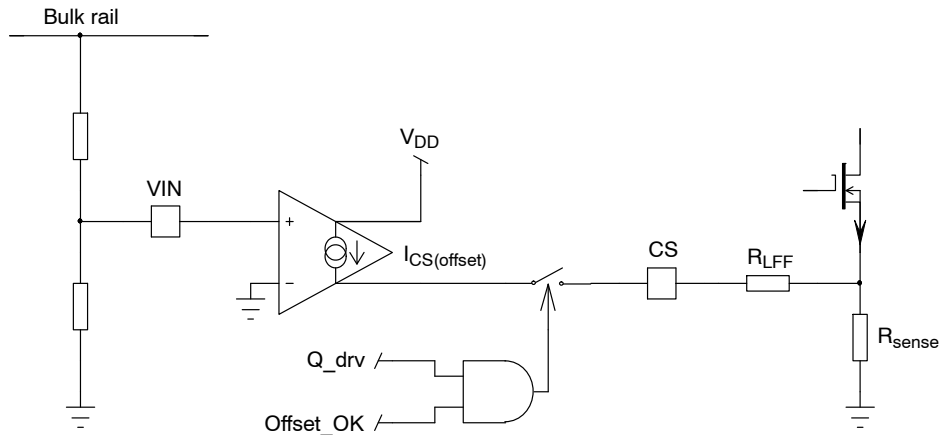 Bulk rail
VDD
VIN
+
ICS(offset)
CS
RLFF
−
Rsense
Q_drv
Offset_OK